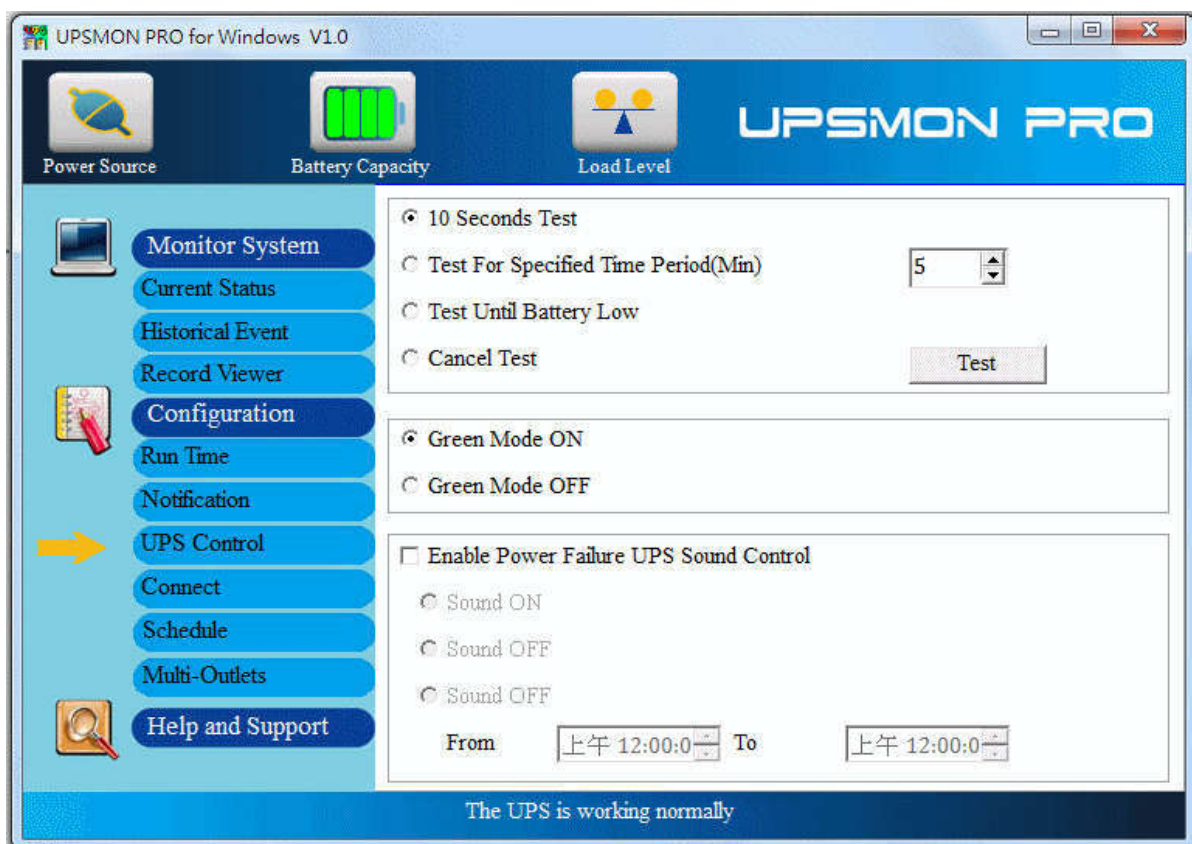 UPSMON PRO for Windows V1.0
UPSMON PRO
Power Source
Battery Capacity
Load Level
Monitor System
Current Status
Historical Event
Record Viewer
Configuration
Run Time
Notification
UPS Control
Connect
Schedule
Multi-Outlets
Help and Support
10 Seconds Test
Test For Specified Time Period(Min) 5
Test Until Battery Low
Cancel Test Test
Green Mode ON
Green Mode OFF
Enable Power Failure UPS Sound Control
Sound ON
Sound OFF
Sound OFF
From 上午 12:00:0 To 上午 12:00:0
The UPS is working normally